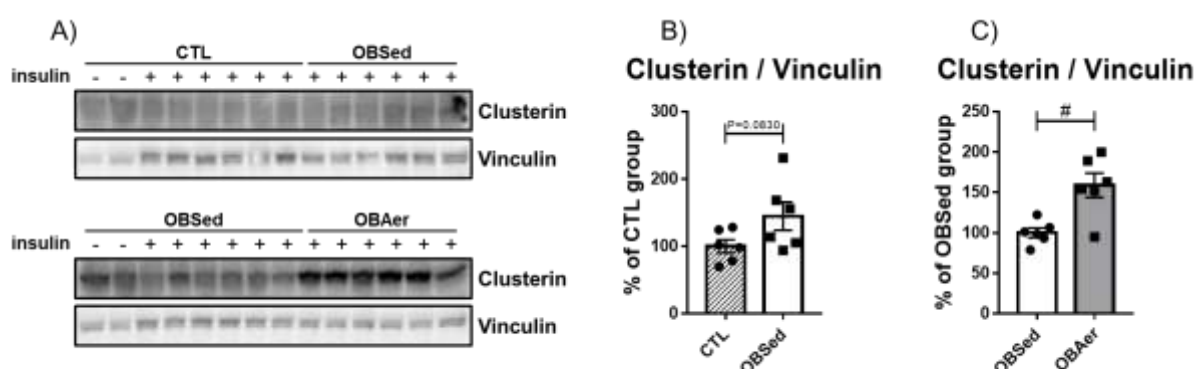 A)
CTL OBSed
insulin - - + + + + + + + + + + + +
Clusterin
Vinculin
OBSed OBAer
insulin - - + + + + + + + + + + + +
Clusterin
Vinculin
B)
Clusterin / Vinculin
% of CTL group
300
200
150
100
0
P=0.0830
CTL
OBSed
C)
Clusterin / Vinculin
% of OBSed group
250
200
150
100
50
0
#
OBSed
OBAer